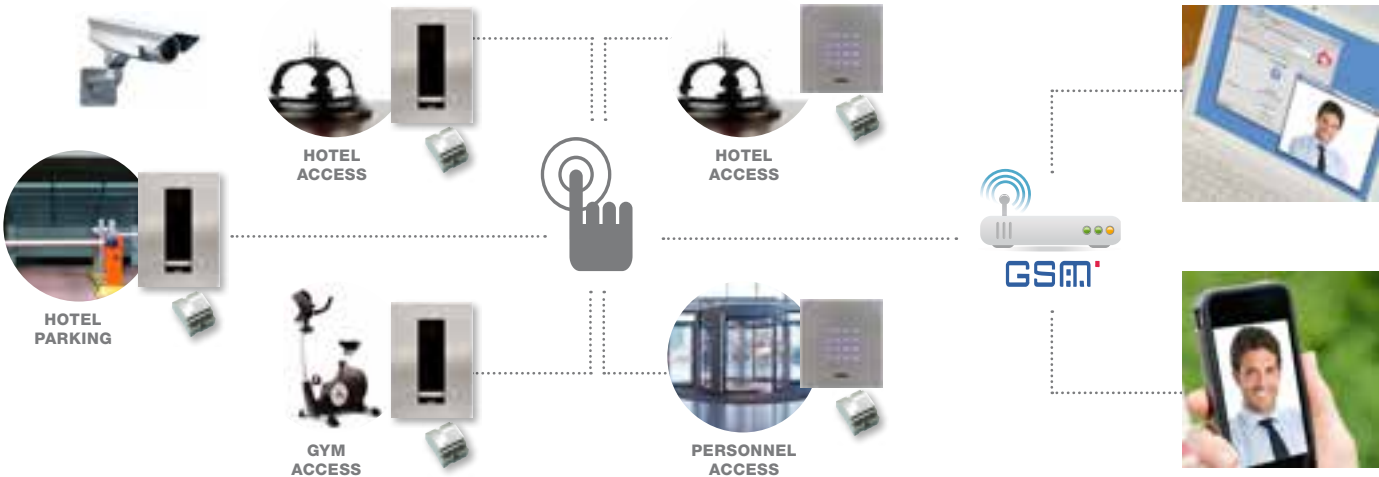 HOTEL
ACCESS
HOTEL
ACCESS
HOTEL
PARKING
GSM
GYM
ACCESS
PERSONNEL
ACCESS